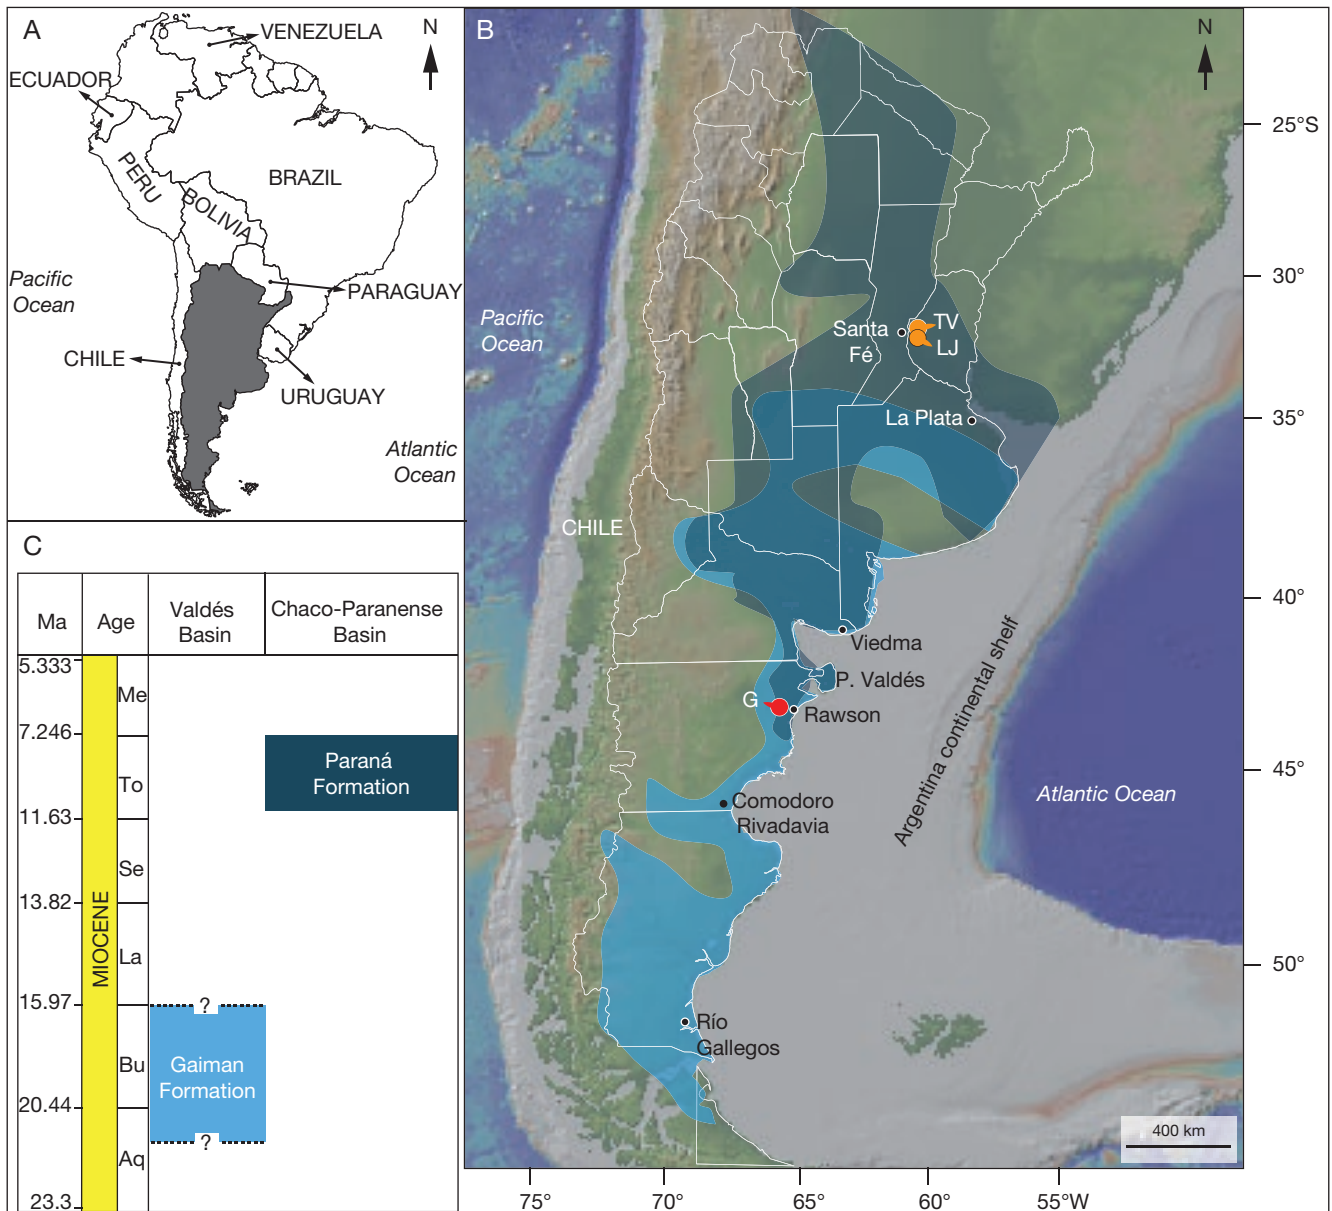 A
N
VENEZUELA
ECUADOR
PERU
BRAZIL
BOLIVIA
Pacific
Ocean
PARAGUAY
CHILE
URUGUAY
Atlantic
Ocean
B
N
25°S
30°
35°
40°
45°
50°
Pacific
Ocean
Santa
Fé
TV
LJ
La Plata
CHILE
Viedma
P. Valdés
G
Rawson
Comodoro
Rivadavia
Argentina continental shelf
Atlantic Ocean
Río
Gallegos
400 km
75°
70°
65°
60°
55°W
C
Ma
Age
Valdés
Basin
Chaco-Paranense
Basin
5.333
Me
7.246
To
Paraná
Formation
11.63
Se
13.82
MIOCENE
La
15.97
?
Bu
Gaiman
Formation
20.44
?
Aq
23.3